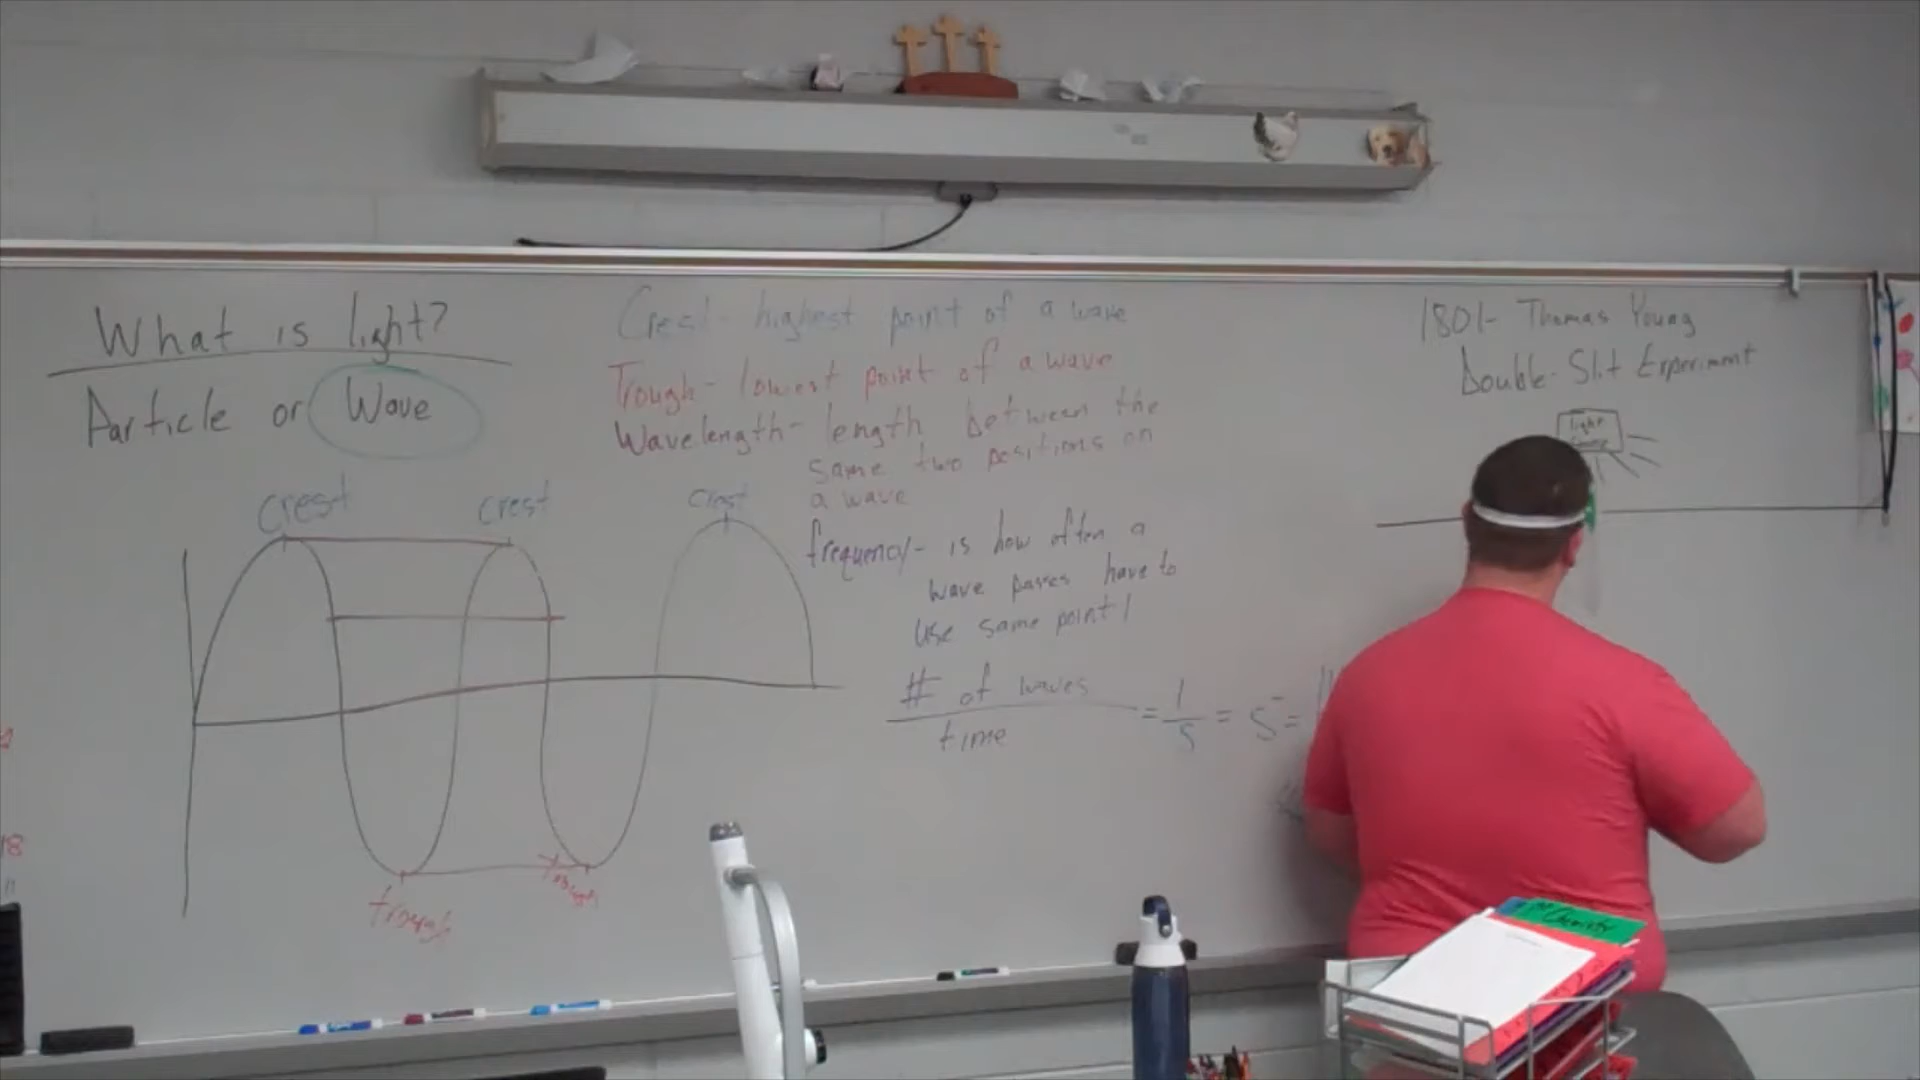 What is light?
Particle or Wave
Crest - highest point of a wave
Trough - lowest point of a wave
Wavelength - length between the
same two positions on
a wave
frequency - is how often a
wave passes have to
use same point!
# of waves
time
= 1/s = s⁻ =
crest
crest
crest
trough
trough
1801 - Thomas Young
Double-Slit Experiment
light
Chemistry
18